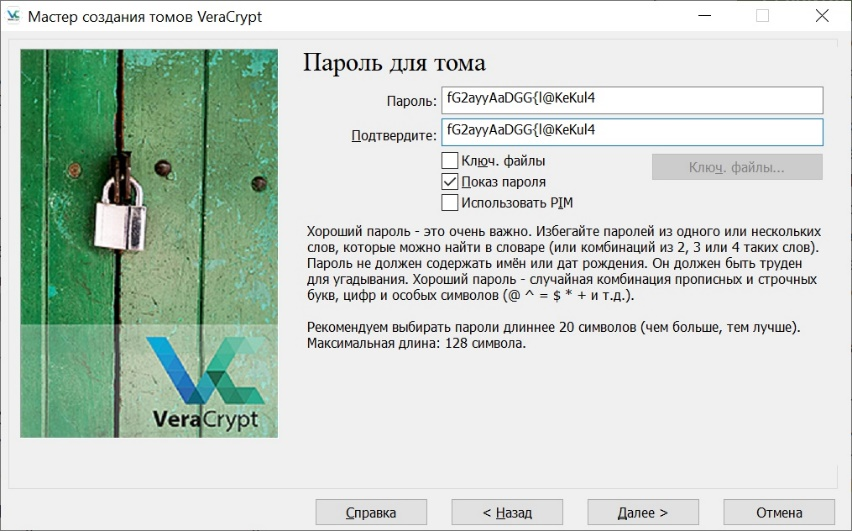 Мастер создания томов VeraCrypt
Пароль для тома
Пароль: fG2ayyAaDGG{l@KeKul4
Подтвердите: fG2ayyAaDGG{l@KeKul4
Ключ. файлы
Ключ. файлы...
Показ пароля
Использовать PIM
Хороший пароль - это очень важно. Избегайте паролей из одного или нескольких
слов, которые можно найти в словаре (или комбинаций из 2, 3 или 4 таких слов).
Пароль не должен содержать имён или дат рождения. Он должен быть труден
для угадывания. Хороший пароль - случайная комбинация прописных и строчных
букв, цифр и особых символов (@ ^ = $ * + и т.д.).
Рекомендуем выбирать пароли длиннее 20 символов (чем больше, тем лучше).
Максимальная длина: 128 символа.
VeraCrypt
Справка
< Назад
Далее >
Отмена